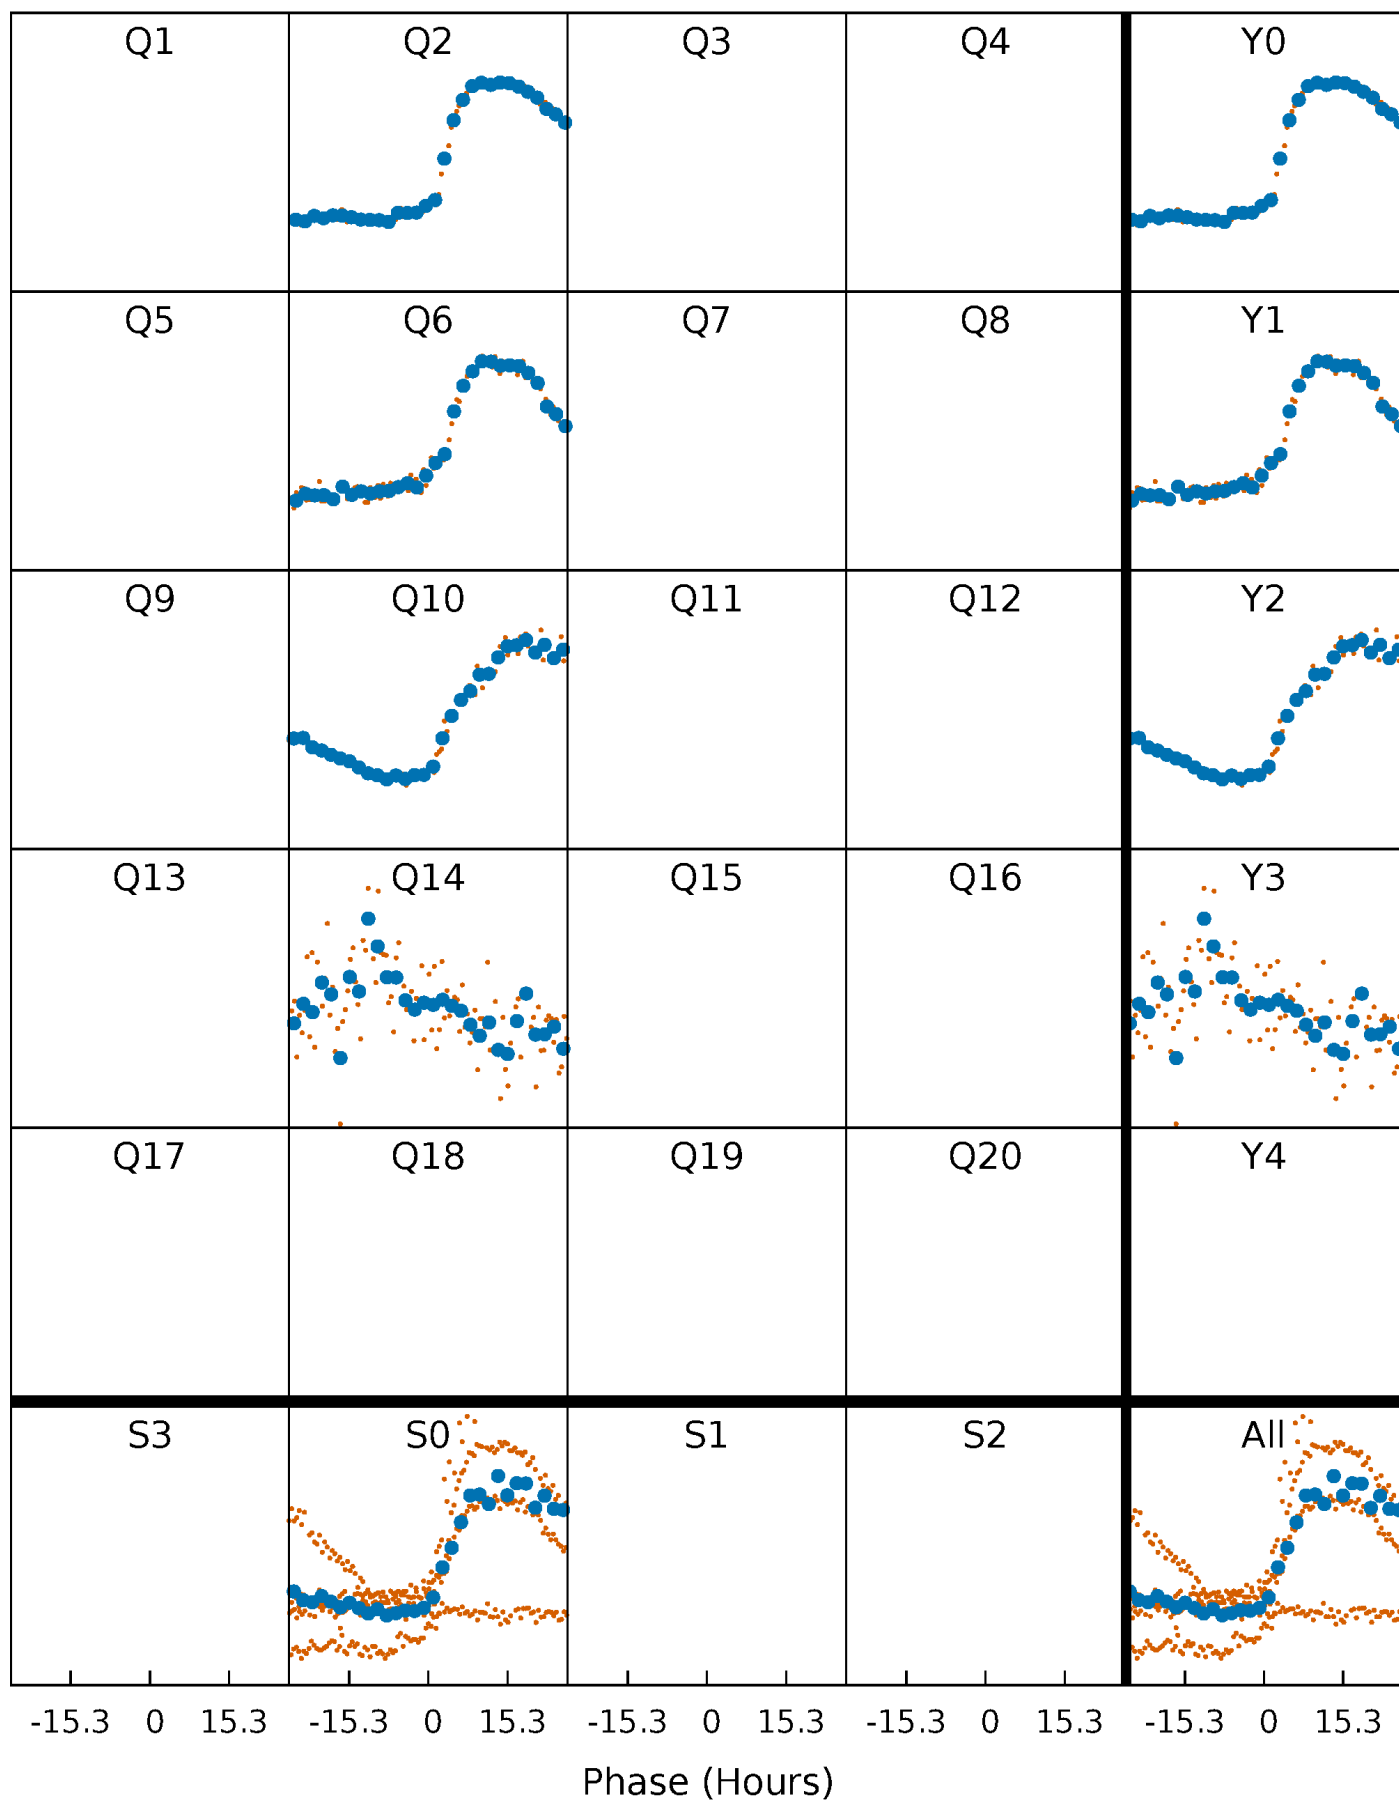 Q1 Q2 Q3 Q4 Y0
Q5 Q6 Q7 Q8 Y1
Q9 Q10 Q11 Q12 Y2
Q13 Q14 Q15 Q16 Y3
Q17 Q18 Q19 Q20 Y4
S3 S0 S1 S2 All
-15.3 0 15.3 -15.3 0 15.3 -15.3 0 15.3 -15.3 0 15.3 -15.3 0 15.3
Phase (Hours)